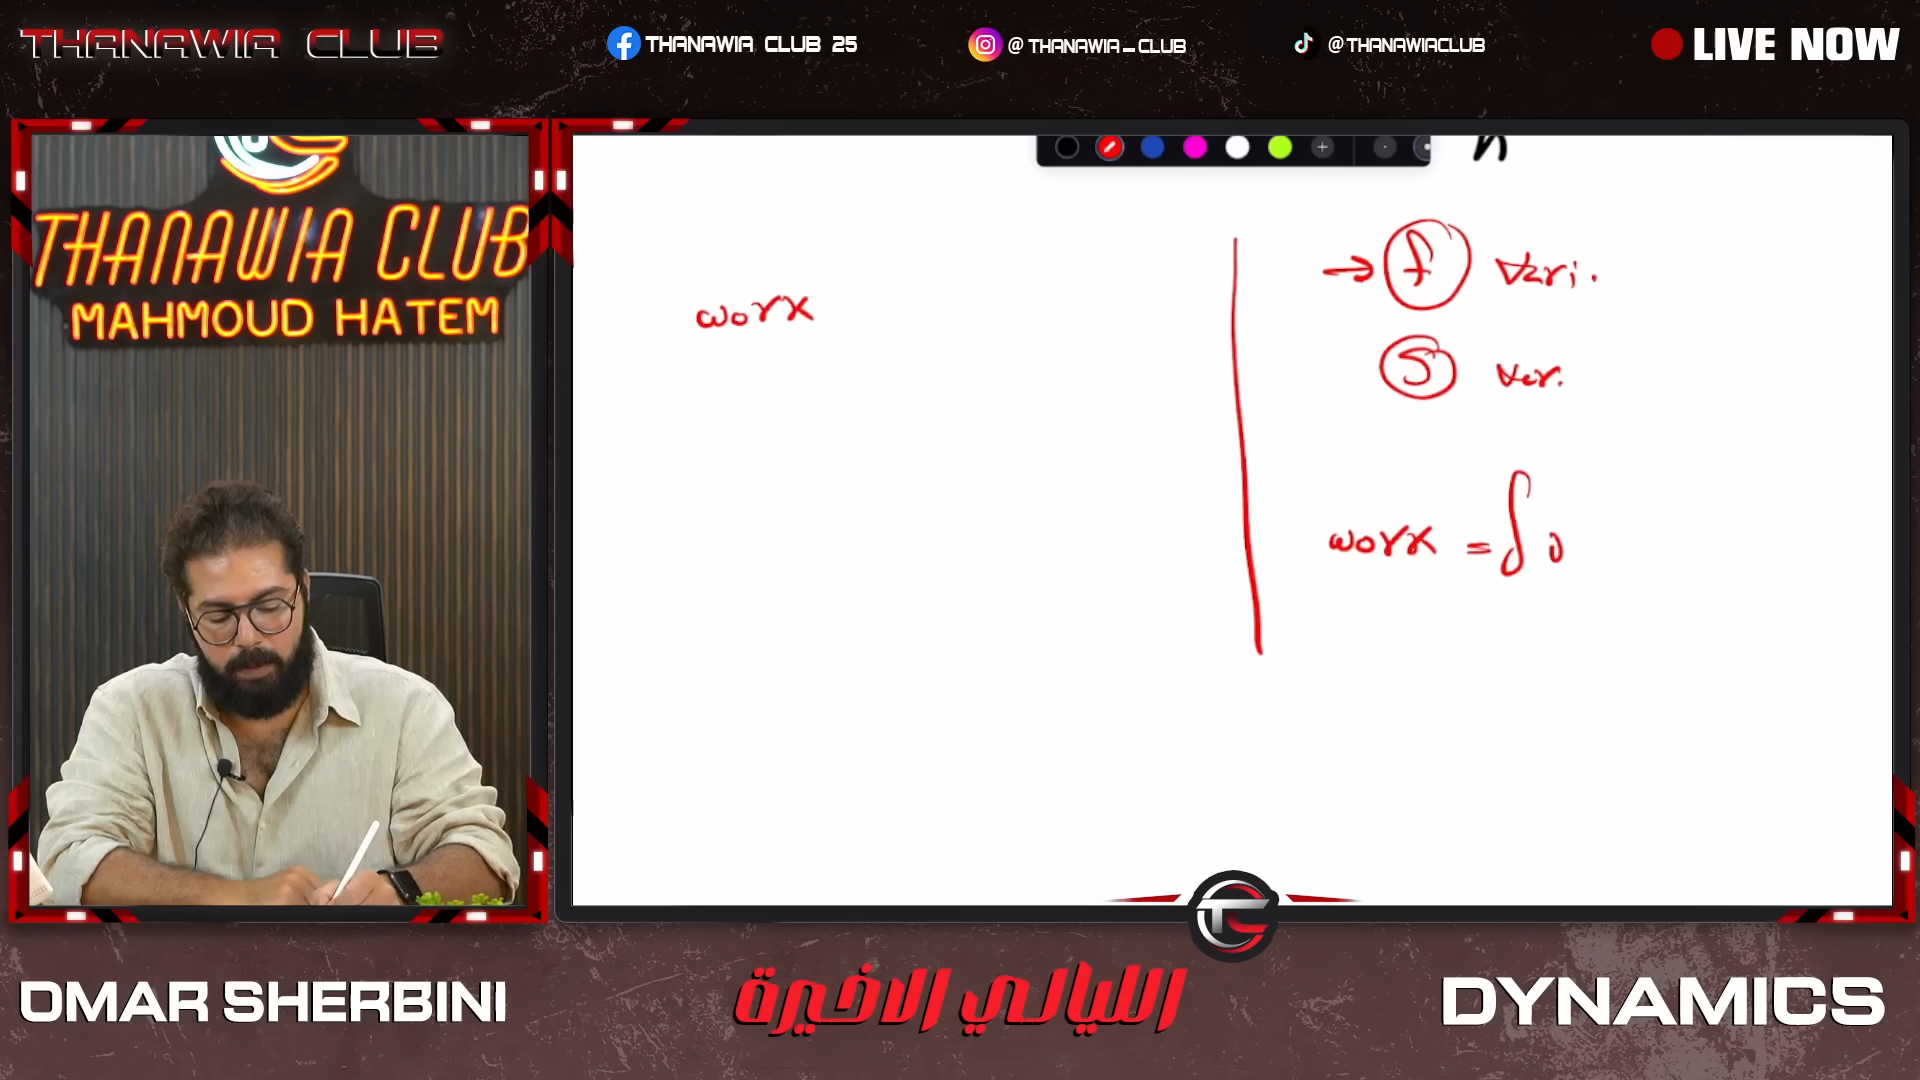 THANAWIA CLUB
THANAWIA CLUB 25
@THANAWIA_CLUB
@THANAWIACLUB
LIVE NOW
THANAWIA CLUB
MAHMOUD HATEM
work
n
→ f vari.
S var.
work = ∫
OMAR SHERBINI
الليالي الاخيرة
DYNAMICS